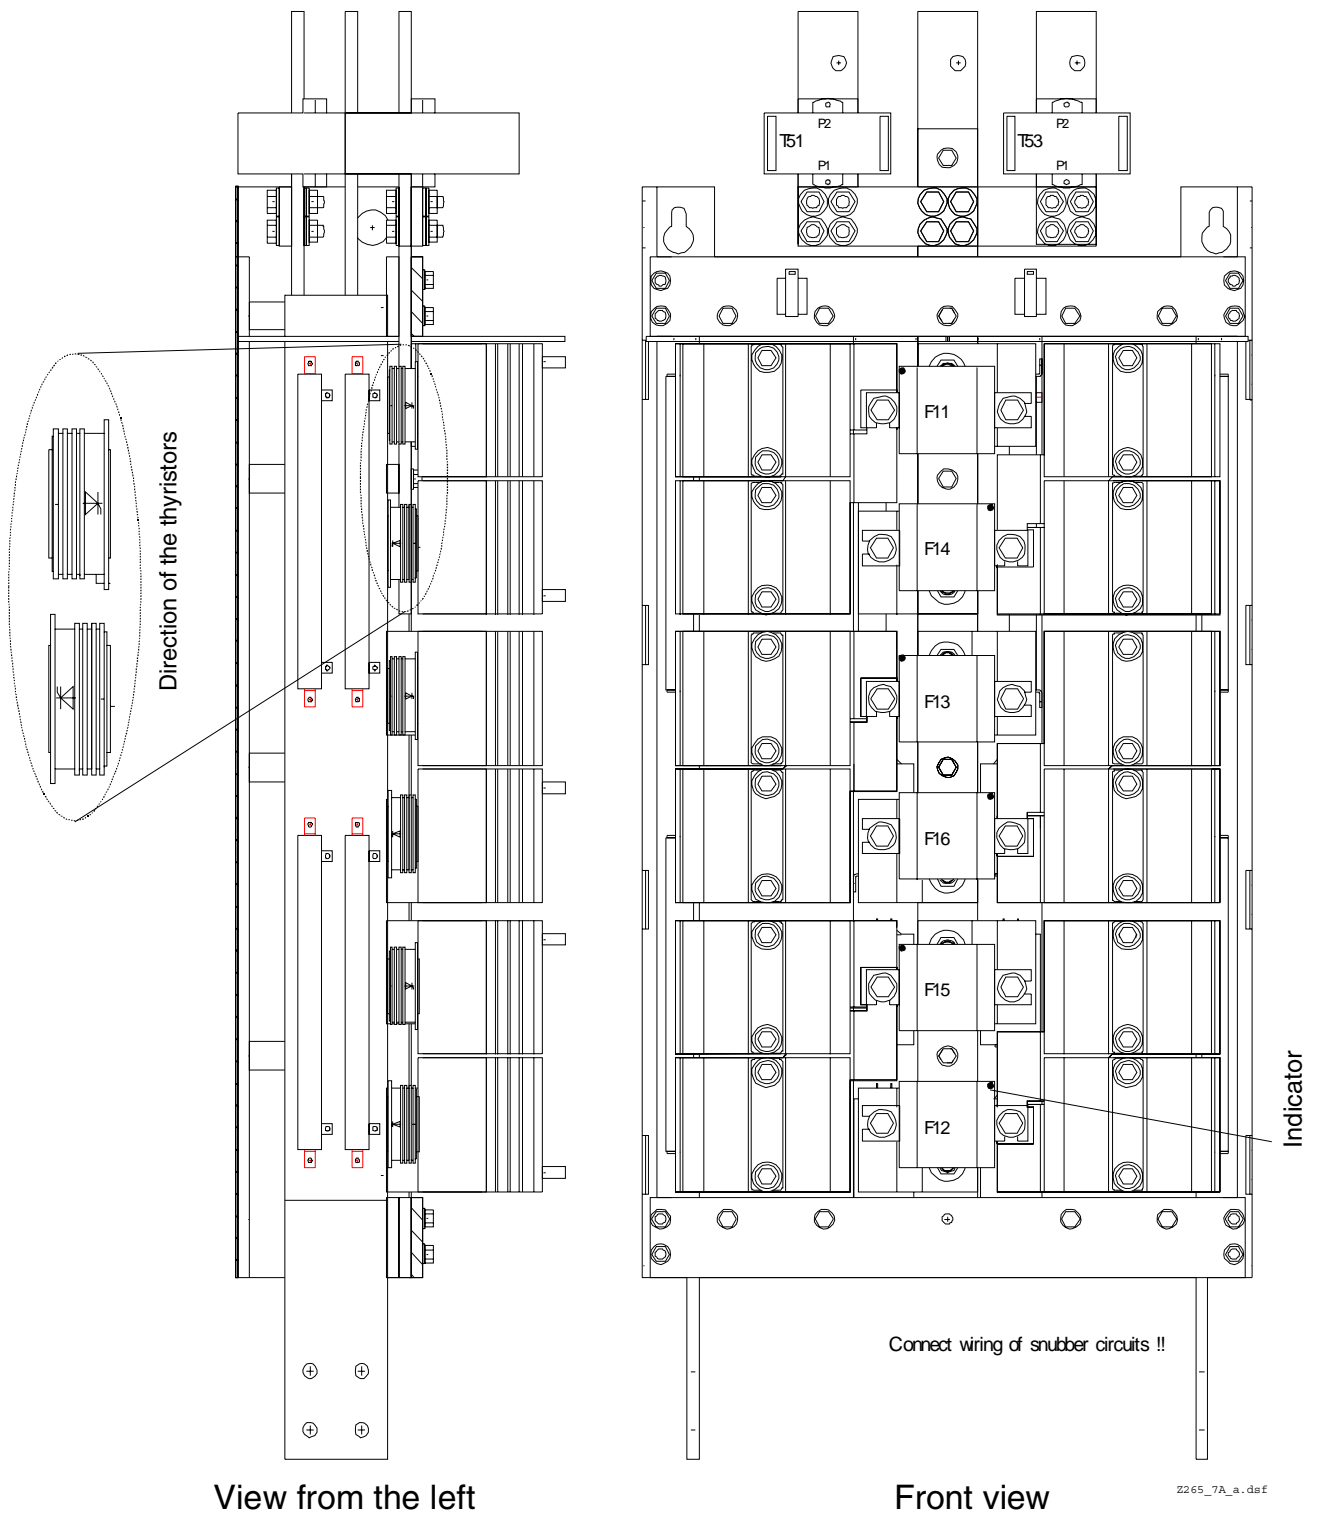 P2
T51
P1
P2
T53
P1
F11
F14
F13
F16
F15
F12
Direction of the thyristors
Indicator
Connect wiring of snubber circuits !!
View from the left
Front view
Z265_7A_a.dsf